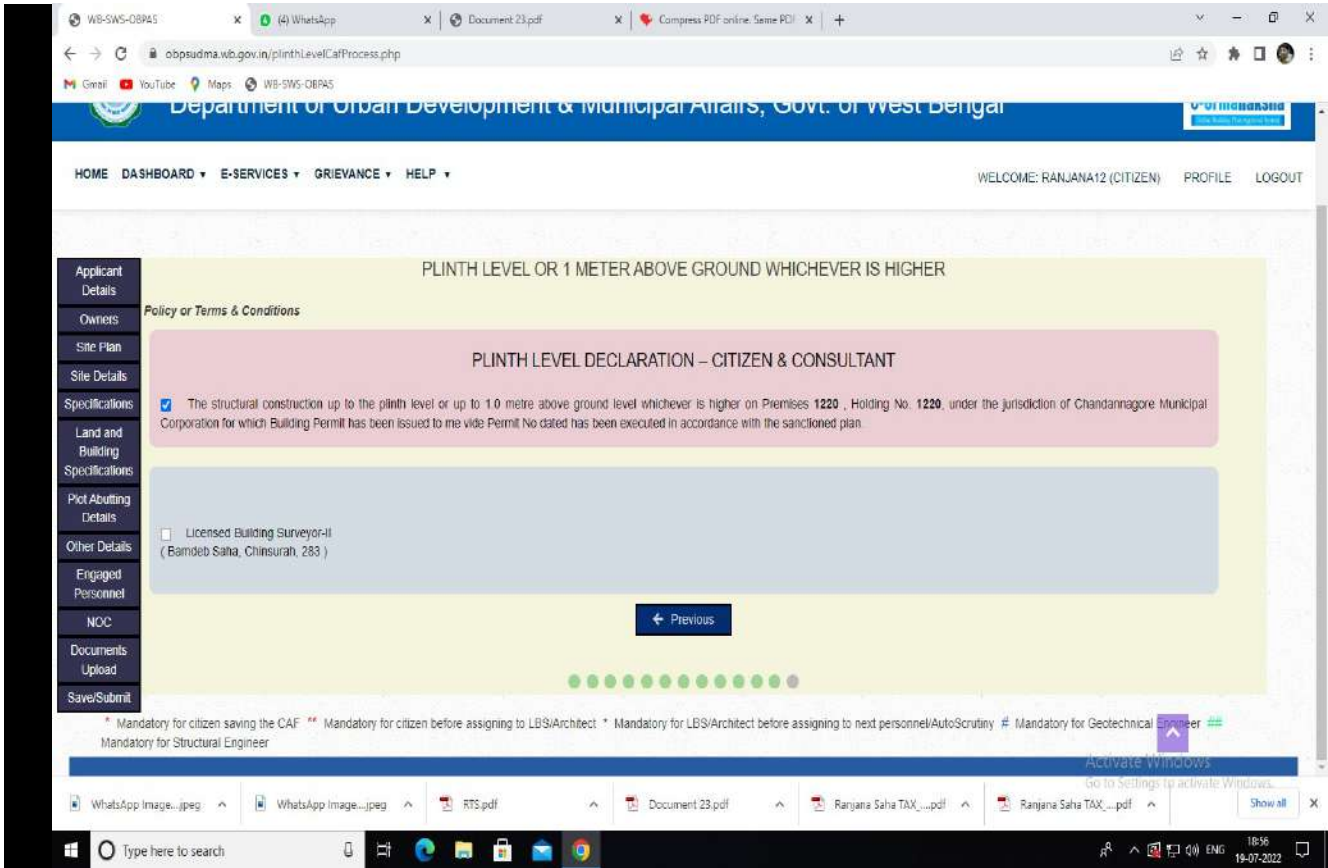 WB-SWS-OBPAS
(4) WhatsApp
Document 23.pdf
Compress PDF online. Same PDF
obpsudma.wb.gov.in/plinthLevelCafProcess.php
Gmail YouTube Maps WB-SWS-OBPAS
Department of Urban Development & Municipal Affairs, Govt. of West Bengal
HOME DASHBOARD ▾ E-SERVICES ▾ GRIEVANCE ▾ HELP ▾
WELCOME: RANJANA12 (CITIZEN) PROFILE LOGOUT
Applicant
Details
Owners
Site Plan
Site Details
Specifications
Land and
Building
Specifications
Plot Abutting
Details
Other Details
Engaged
Personnel
NOC
Documents
Upload
Save/Submit
PLINTH LEVEL OR 1 METER ABOVE GROUND WHICHEVER IS HIGHER
Policy or Terms & Conditions
PLINTH LEVEL DECLARATION – CITIZEN & CONSULTANT
The structural construction up to the plinth level or up to 1.0 metre above ground level whichever is higher on Premises 1220 , Holding No. 1220, under the jurisdiction of Chandannagore Municipal
Corporation for which Building Permit has been issued to me vide Permit No dated has been executed in accordance with the sanctioned plan.
Licensed Building Surveyor-II
( Bamdeb Saha, Chinsurah, 283 )
← Previous
* Mandatory for citizen saving the CAF ** Mandatory for citizen before assigning to LBS/Architect * Mandatory for LBS/Architect before assigning to next personnel/AutoScrutiny # Mandatory for Geotechnical Engineer ##
Mandatory for Structural Engineer
Activate Windows
Go to Settings to activate Windows.
WhatsApp Image...jpeg
WhatsApp Image...jpeg
RTS.pdf
Document 23.pdf
Ranjana Saha TAX_....pdf
Ranjana Saha TAX_....pdf
Show all
Type here to search
ENG
18:56
19-07-2022